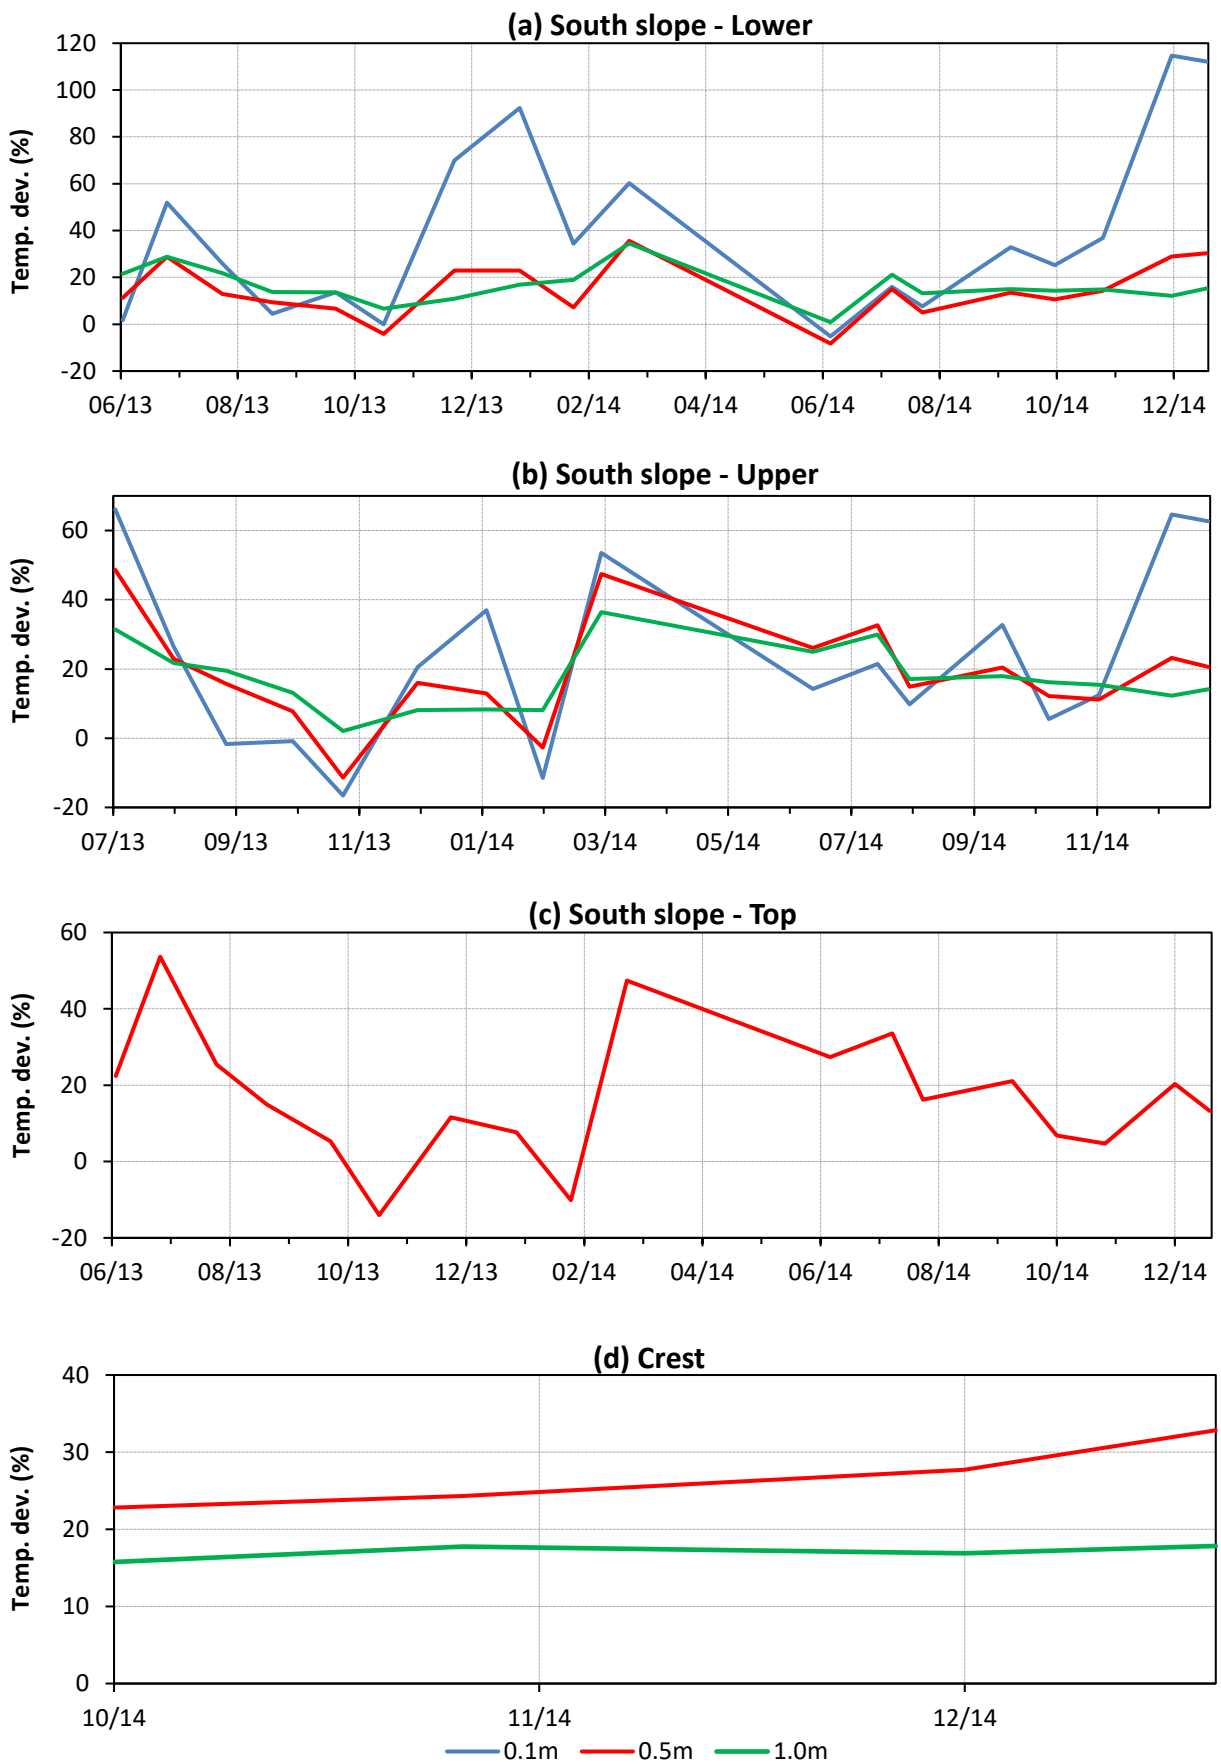 (a) South slope - Lower
120
100
80
60
40
20
0
-20
Temp. dev. (%)
06/13 08/13 10/13 12/13 02/14 04/14 06/14 08/14 10/14 12/14
(b) South slope - Upper
60
40
20
0
-20
Temp. dev. (%)
07/13 09/13 11/13 01/14 03/14 05/14 07/14 09/14 11/14
(c) South slope - Top
60
40
20
0
-20
Temp. dev. (%)
06/13 08/13 10/13 12/13 02/14 04/14 06/14 08/14 10/14 12/14
(d) Crest
40
30
20
10
0
Temp. dev. (%)
10/14 11/14 12/14
0.1m 0.5m 1.0m